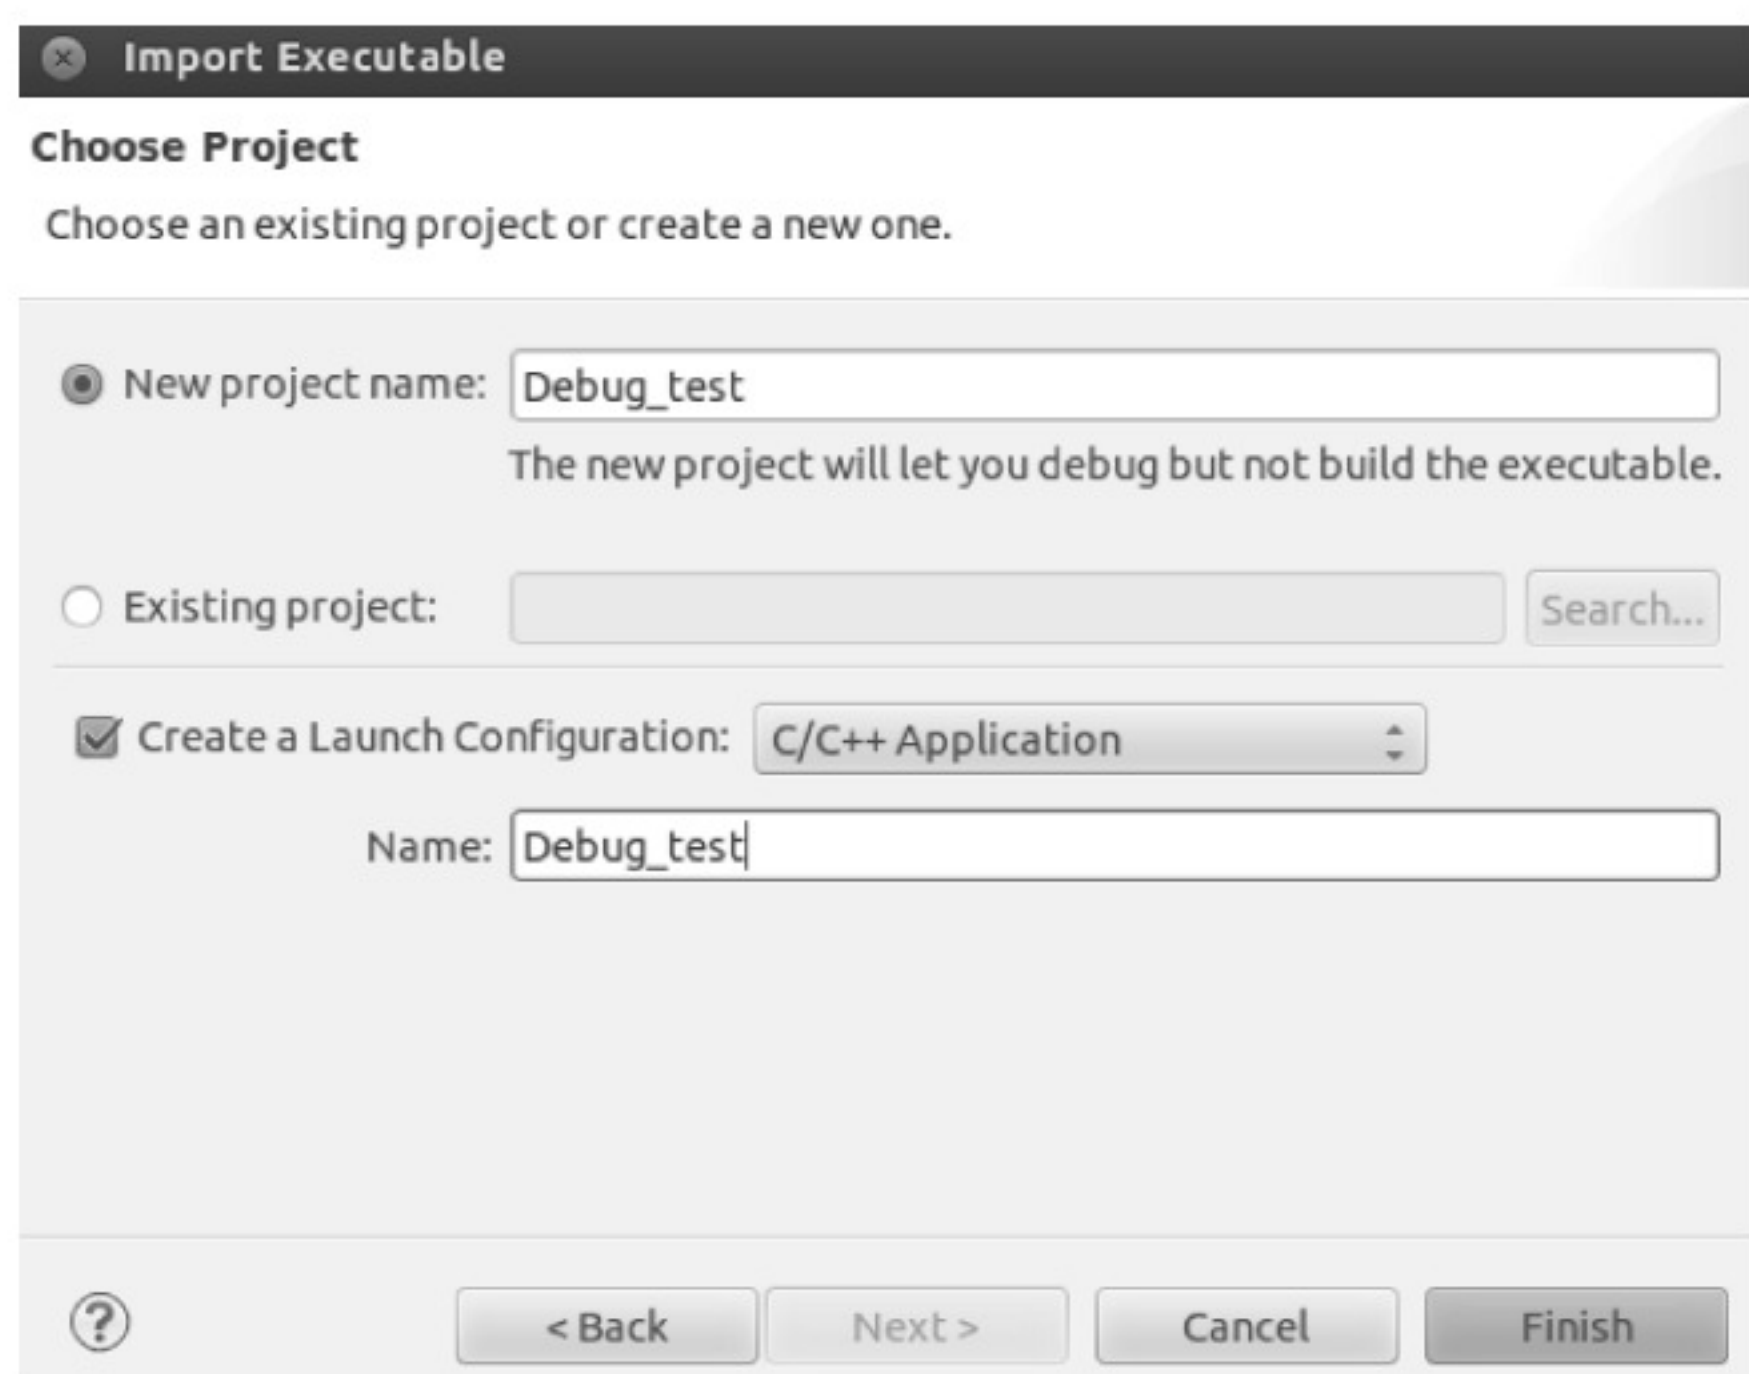 Import Executable
Choose Project
Choose an existing project or create a new one.
New project name: Debug_test
The new project will let you debug but not build the executable.
Existing project: Search...
Create a Launch Configuration: C/C++ Application
Name: Debug_test
? < Back Next > Cancel Finish